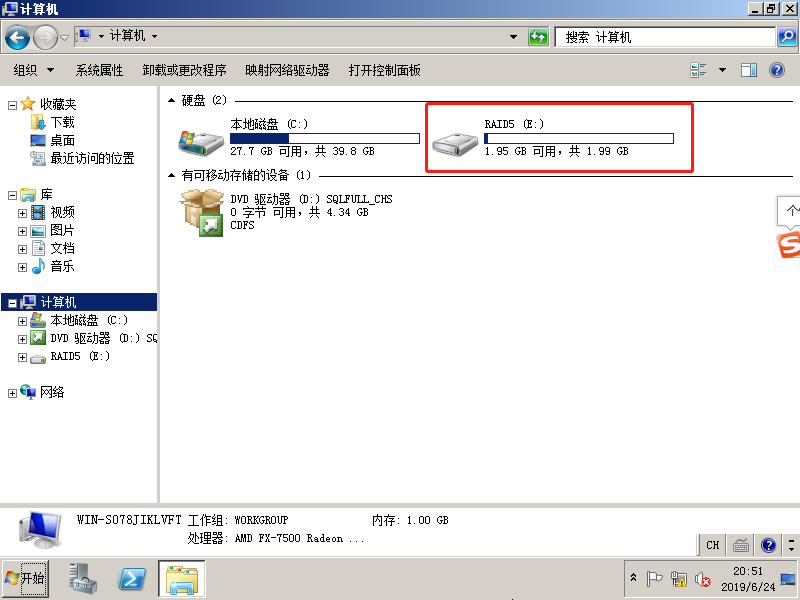 计算机
计算机
搜索 计算机
组织 系统属性 卸载或更改程序 映射网络驱动器 打开控制面板
收藏夹
下载
桌面
最近访问的位置
库
视频
图片
文档
音乐
计算机
本地磁盘 (C:)
DVD 驱动器 (D:) SQ
RAID5 (E:)
网络
硬盘 (2)
本地磁盘 (C:)
27.7 GB 可用，共 39.8 GB
RAID5 (E:)
1.95 GB 可用，共 1.99 GB
有可移动存储的设备 (1)
DVD 驱动器 (D:) SQLFULL_CHS
0 字节 可用，共 4.34 GB
CDFS
个
WIN-S078JIKLVFT 工作组: WORKGROUP 内存: 1.00 GB
处理器: AMD FX-7500 Radeon ...
CH
开始
20:51
2019/6/24